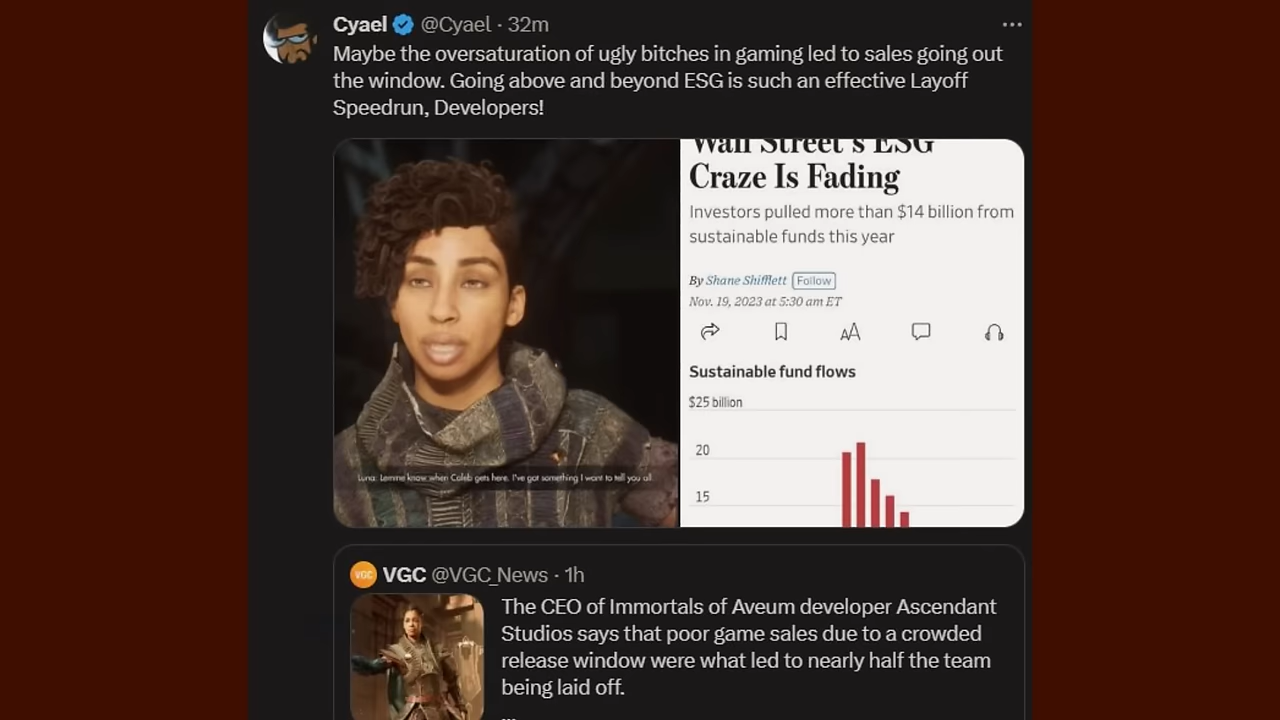 Cyael @Cyael · 32m
Maybe the oversaturation of ugly bitches in gaming led to sales going out
the window. Going above and beyond ESG is such an effective Layoff
Speedrun, Developers!
Luna: Lemme know when Caleb gets here. I've got something I want to tell you all.
Wall Street's ESG
Craze Is Fading
Investors pulled more than $14 billion from
sustainable funds this year
By Shane Shifflett Follow
Nov. 19, 2023 at 5:30 am ET
AA
Sustainable fund flows
$25 billion
20
15
VGC VGC @VGC_News · 1h
The CEO of Immortals of Aveum developer Ascendant
Studios says that poor game sales due to a crowded
release window were what led to nearly half the team
being laid off.
...